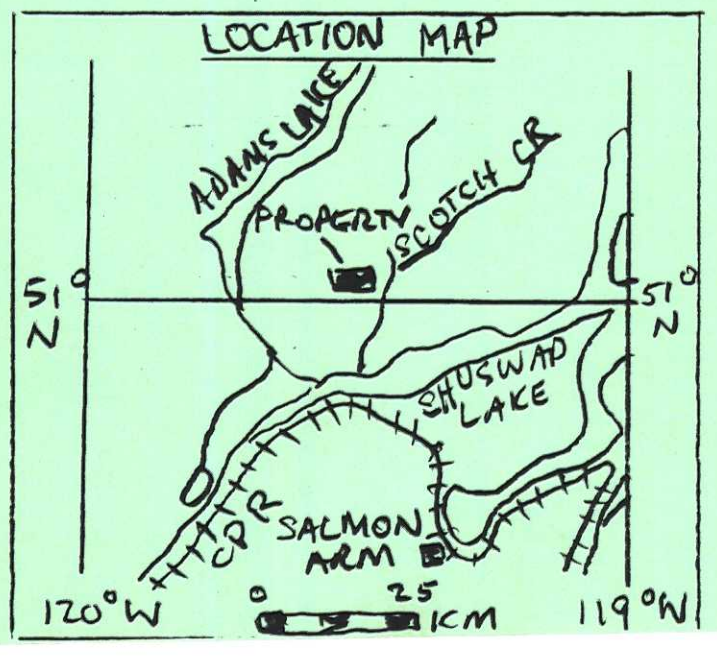 LOCATION MAP
ADAMS LAKE
PROPERTY
SCOTCH CR
51°
N
51°
N
SHUSWAP
LAKE
CPR
SALMON
ARM
120°W
0 25
KM
119°W